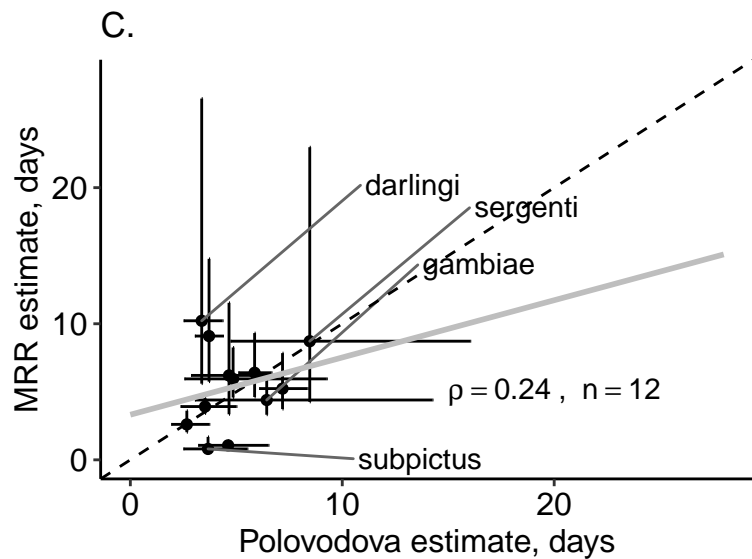 C.
MRR estimate, days
20
10
0
darlingi
sergenti
gambiae
ρ = 0.24 , n = 12
subpictus
0
10
20
Polovodova estimate, days